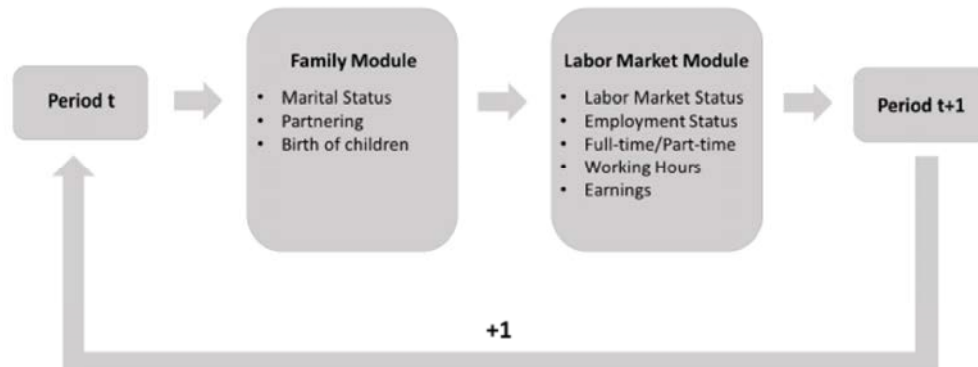 Period t
Family Module
• Marital Status
• Partnering
• Birth of children
Labor Market Module
• Labor Market Status
• Employment Status
• Full-time/Part-time
• Working Hours
• Earnings
Period t+1
+1